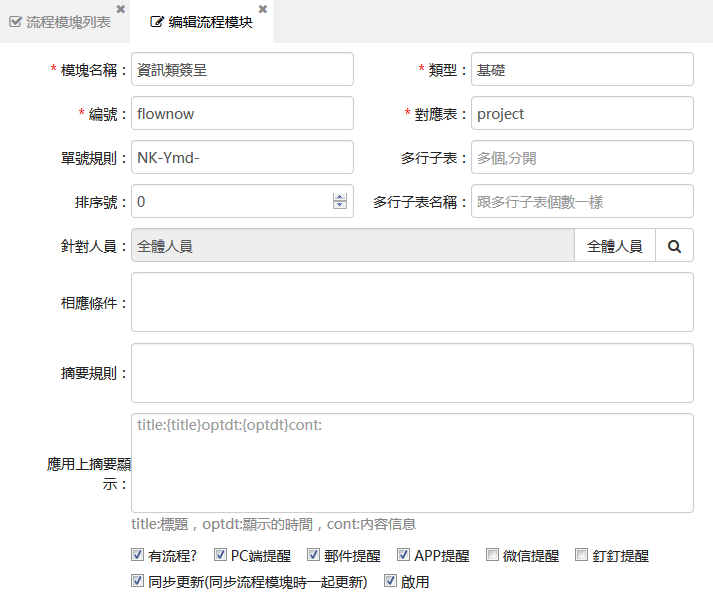 流程模塊列表 编辑流程模块
* 模塊名稱： 資訊類簽呈 * 類型： 基礎
* 編號： flownow * 對應表： project
單號規則： NK-Ymd- 多行子表： 多個,分開
排序號： 0 多行子表名稱： 跟多行子表個數一樣
針對人員： 全體人員 全體人員
相應條件：
摘要規則：
title:{title}optdt:{optdt}cont:
應用上摘要顯
示：
title:標題，optdt:顯示的時間，cont:内容信息
有流程? PC端提醒 郵件提醒 APP提醒 微信提醒 釘釘提醒
同步更新(同步流程模塊時一起更新) 啟用